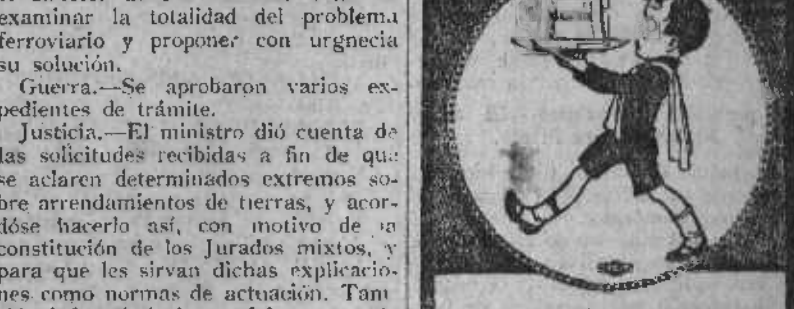 examinar la totalidad del problema
ferroviario y proponer con urgnecia
su solución.
Guerra.—Se aprobaron varios ex-
pedientes de trámite.
Justicia.—El ministro dió cuenta de
las solicitudes recibidas a fin de que
se aclaren determinados extremos so-
bre arrendamientos de tierras, y acor-
dóse hacerlo así, con motivo de la
constitución de los Jurados mixtos, y
para que les sirvan dichas explicacio-
nes como normas de actuación. Tam